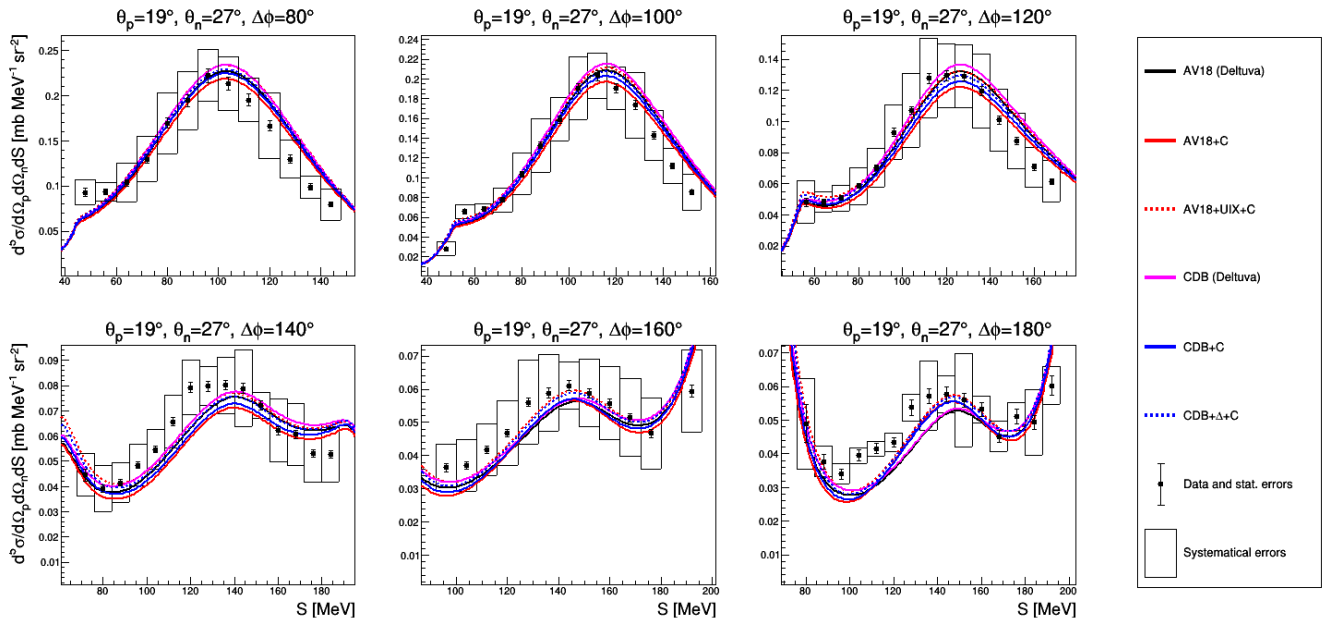 θp=19°, θn=27°, Δϕ=80°
θp=19°, θn=27°, Δϕ=100°
θp=19°, θn=27°, Δϕ=120°
d⁵σ/dΩpdΩndS [mb MeV⁻¹ sr⁻²]
0.25
0.2
0.15
0.1
0.05
40 60 80 100 120 140
0.24
0.22
0.2
0.18
0.16
0.14
0.12
0.1
0.08
0.06
0.04
0.02
40 60 80 100 120 140 160
0.14
0.12
0.1
0.08
0.06
0.04
0.02
60 80 100 120 140 160
θp=19°, θn=27°, Δϕ=140°
θp=19°, θn=27°, Δϕ=160°
θp=19°, θn=27°, Δϕ=180°
d⁵σ/dΩpdΩndS [mb MeV⁻¹ sr⁻²]
0.09
0.08
0.07
0.06
0.05
0.04
0.03
0.02
0.01
80 100 120 140 160 180
S [MeV]
0.07
0.06
0.05
0.04
0.03
0.02
0.01
100 120 140 160 180 200
S [MeV]
0.07
0.06
0.05
0.04
0.03
0.02
0.01
80 100 120 140 160 180 200
S [MeV]
AV18 (Deltuva)
AV18+C
AV18+UIX+C
CDB (Deltuva)
CDB+C
CDB+Δ+C
Data and stat. errors
Systematical errors